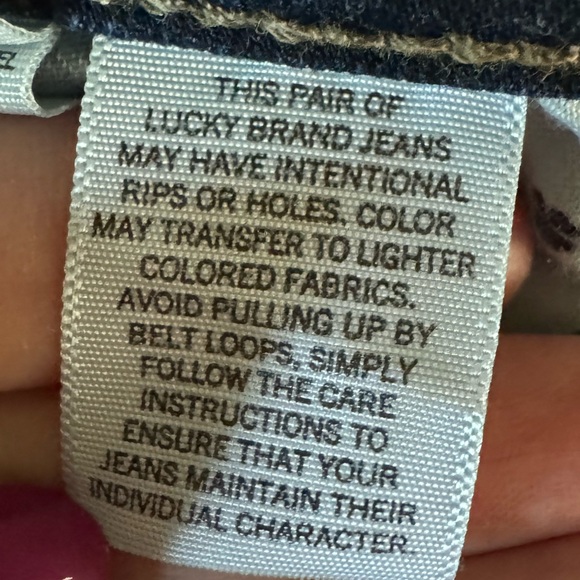 EZ
THIS PAIR OF
LUCKY BRAND JEANS
MAY HAVE INTENTIONAL
RIPS OR HOLES. COLOR
MAY TRANSFER TO LIGHTER
COLORED FABRICS.
AVOID PULLING UP BY
BELT LOOPS. SIMPLY
FOLLOW THE CARE
INSTRUCTIONS TO
ENSURE THAT YOUR
JEANS MAINTAIN THEIR
INDIVIDUAL CHARACTER.